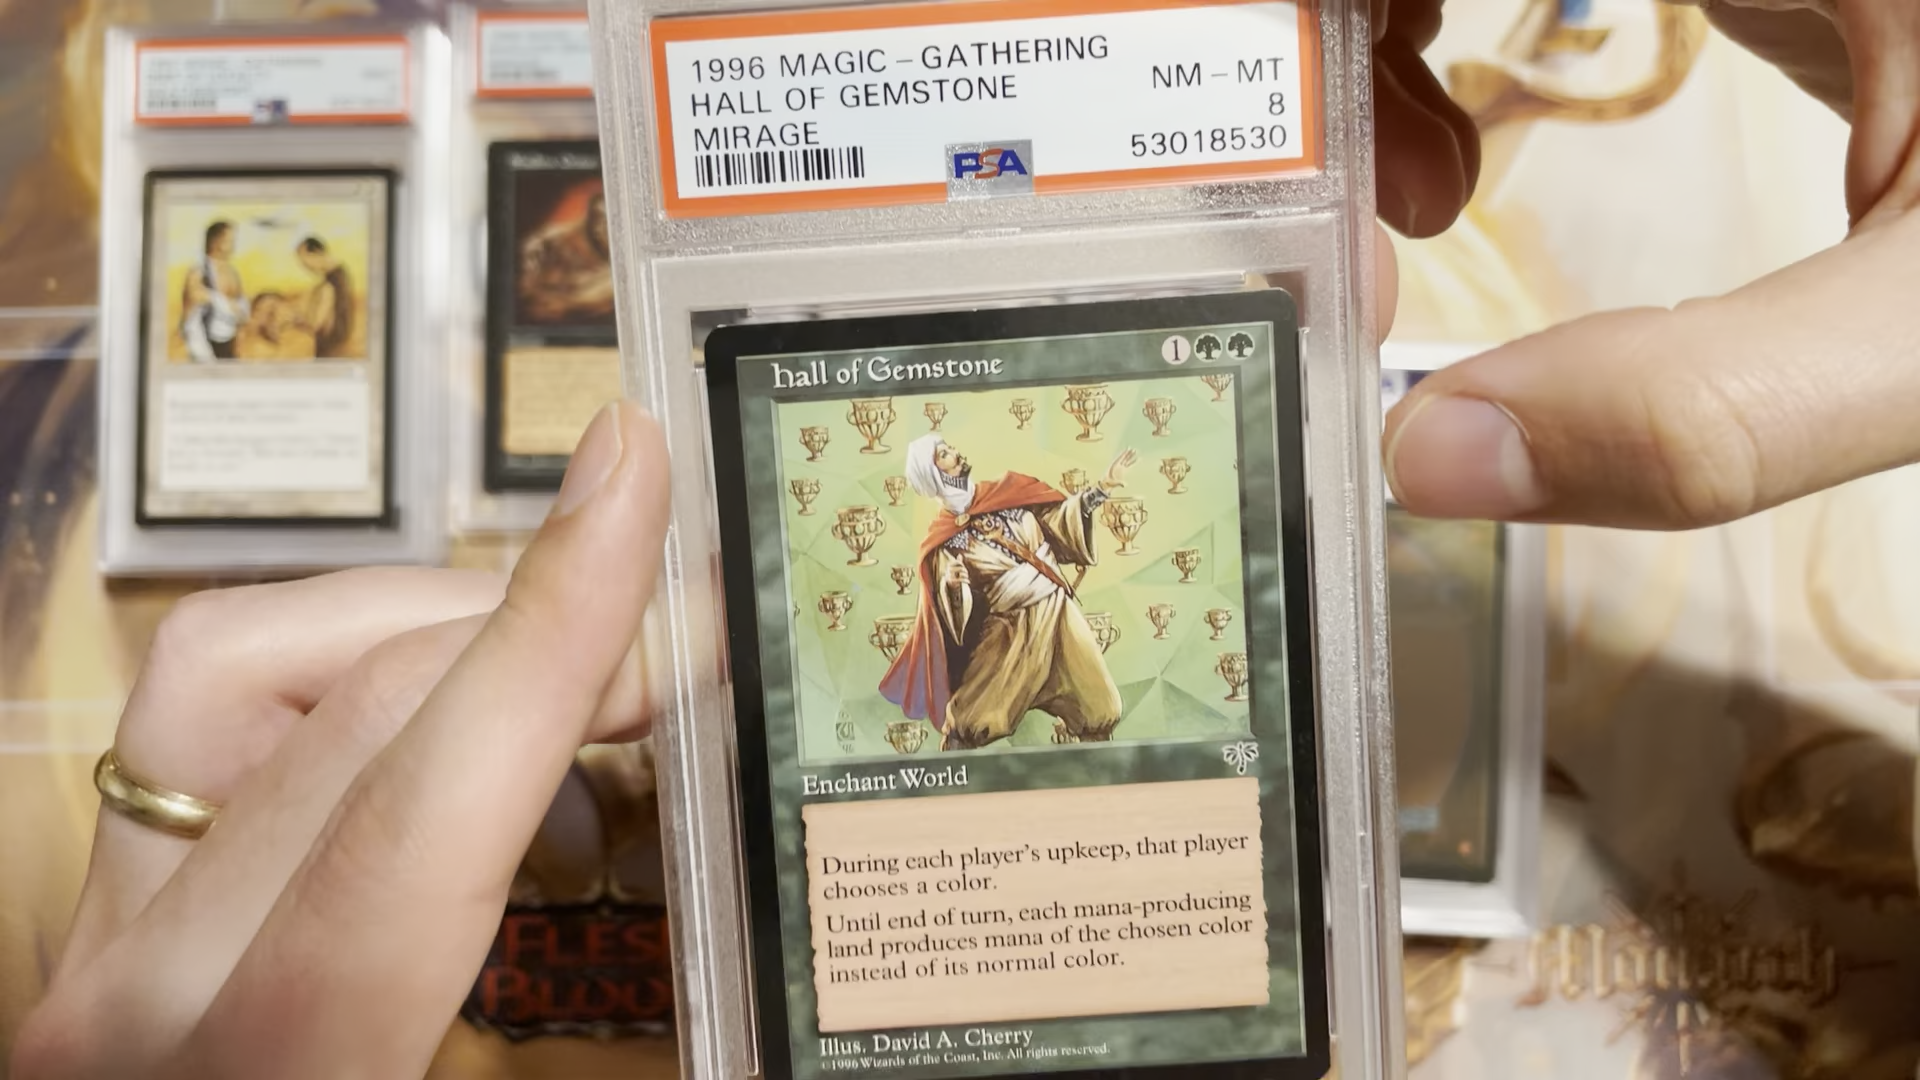 1996 MAGIC - GATHERING
HALL OF GEMSTONE
MIRAGE
NM - MT
8
53018530
PSA
Hall of Gemstone
1
Enchant World
During each player's upkeep, that player
chooses a color.
Until end of turn, each mana-producing
land produces mana of the chosen color
instead of its normal color.
Illus. David A. Cherry
©1996 Wizards of the Coast, Inc. All rights reserved.
FLESH
BLOOD
Monarch